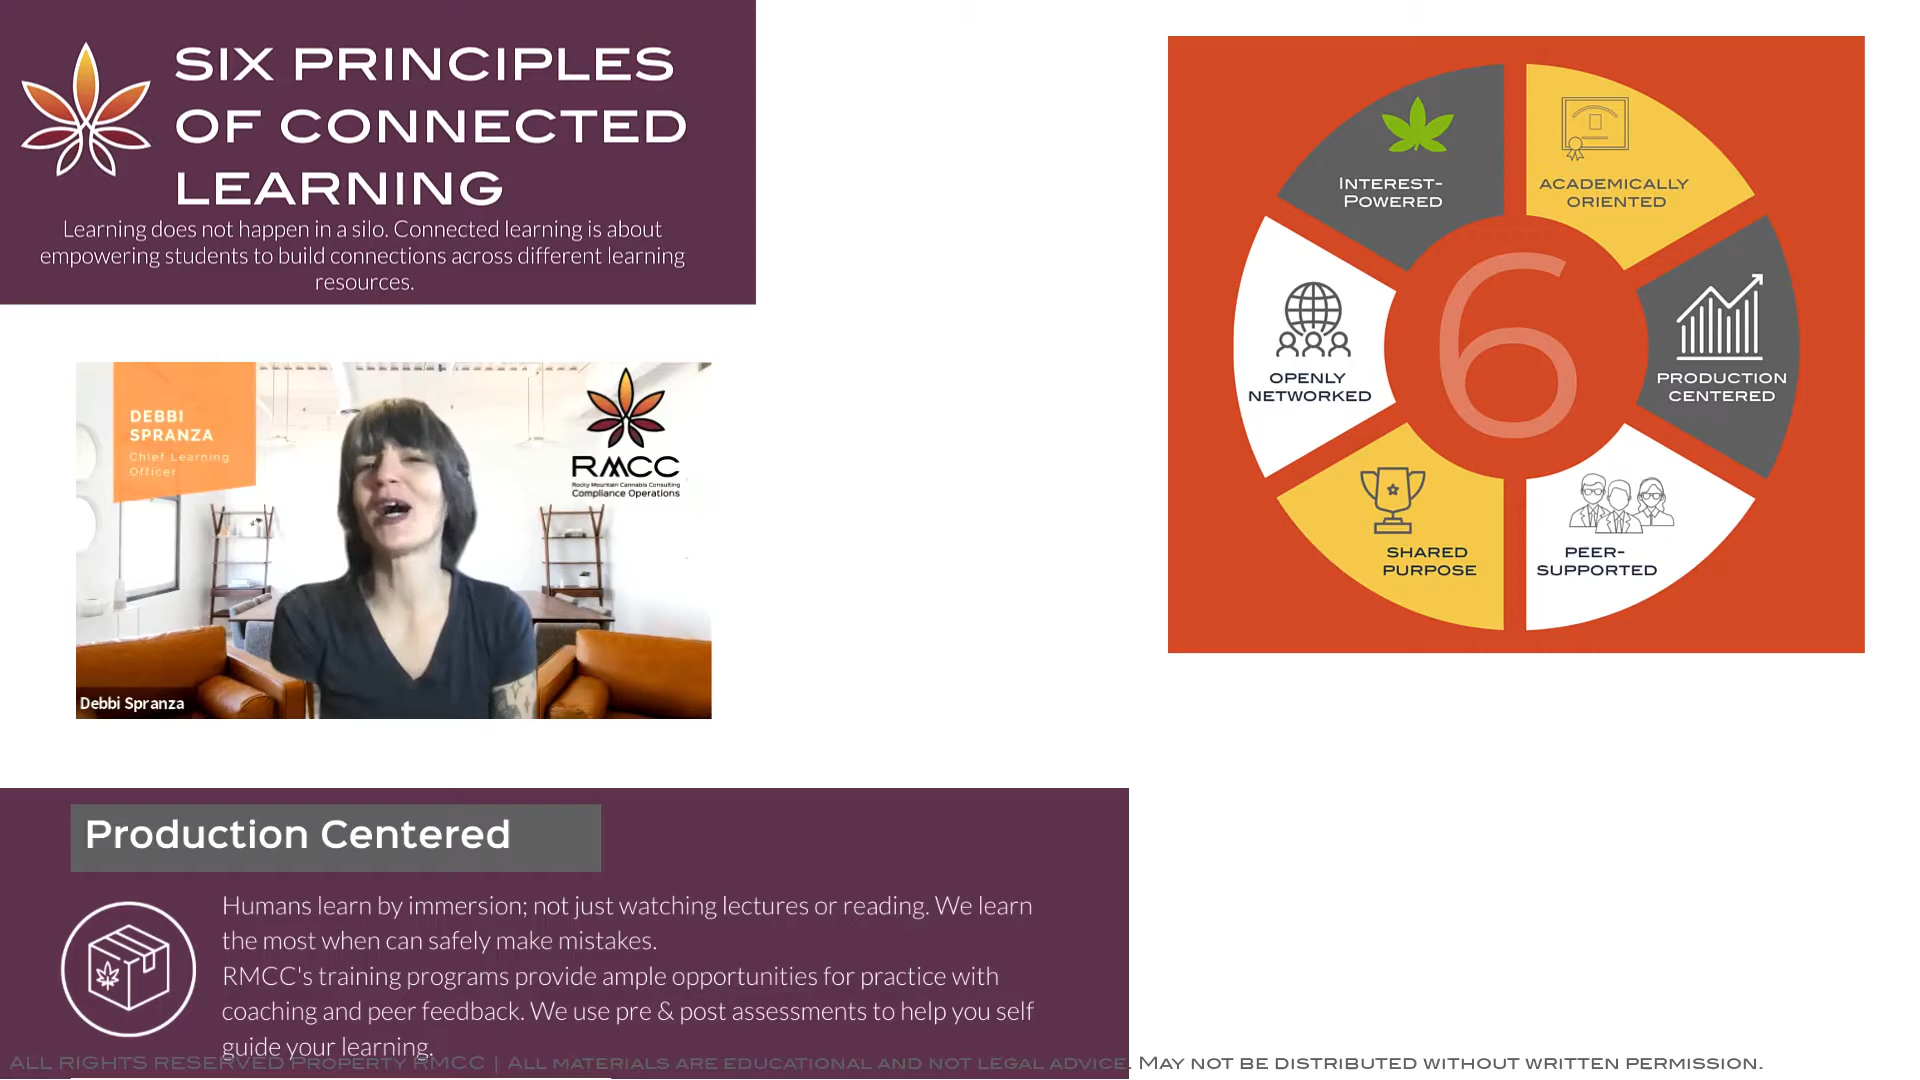 SIX PRINCIPLES
OF CONNECTED
LEARNING
Learning does not happen in a silo. Connected learning is about
empowering students to build connections across different learning
resources.
INTEREST-
POWERED
ACADEMICALLY
ORIENTED
PRODUCTION
CENTERED
PEER-
SUPPORTED
SHARED
PURPOSE
OPENLY
NETWORKED
6
DEBBI
SPRANZA
Chief Learning
Officer
RMCC
Rocky Mountain Cannabis Consulting
Compliance Operations
Debbi Spranza
Production Centered
Humans learn by immersion; not just watching lectures or reading. We learn
the most when can safely make mistakes.
RMCC's training programs provide ample opportunities for practice with
coaching and peer feedback. We use pre & post assessments to help you self
guide your learning.
ALL RIGHTS RESERVED PROPERTY RMCC | ALL MATERIALS ARE EDUCATIONAL AND NOT LEGAL ADVICE. MAY NOT BE DISTRIBUTED WITHOUT WRITTEN PERMISSION.